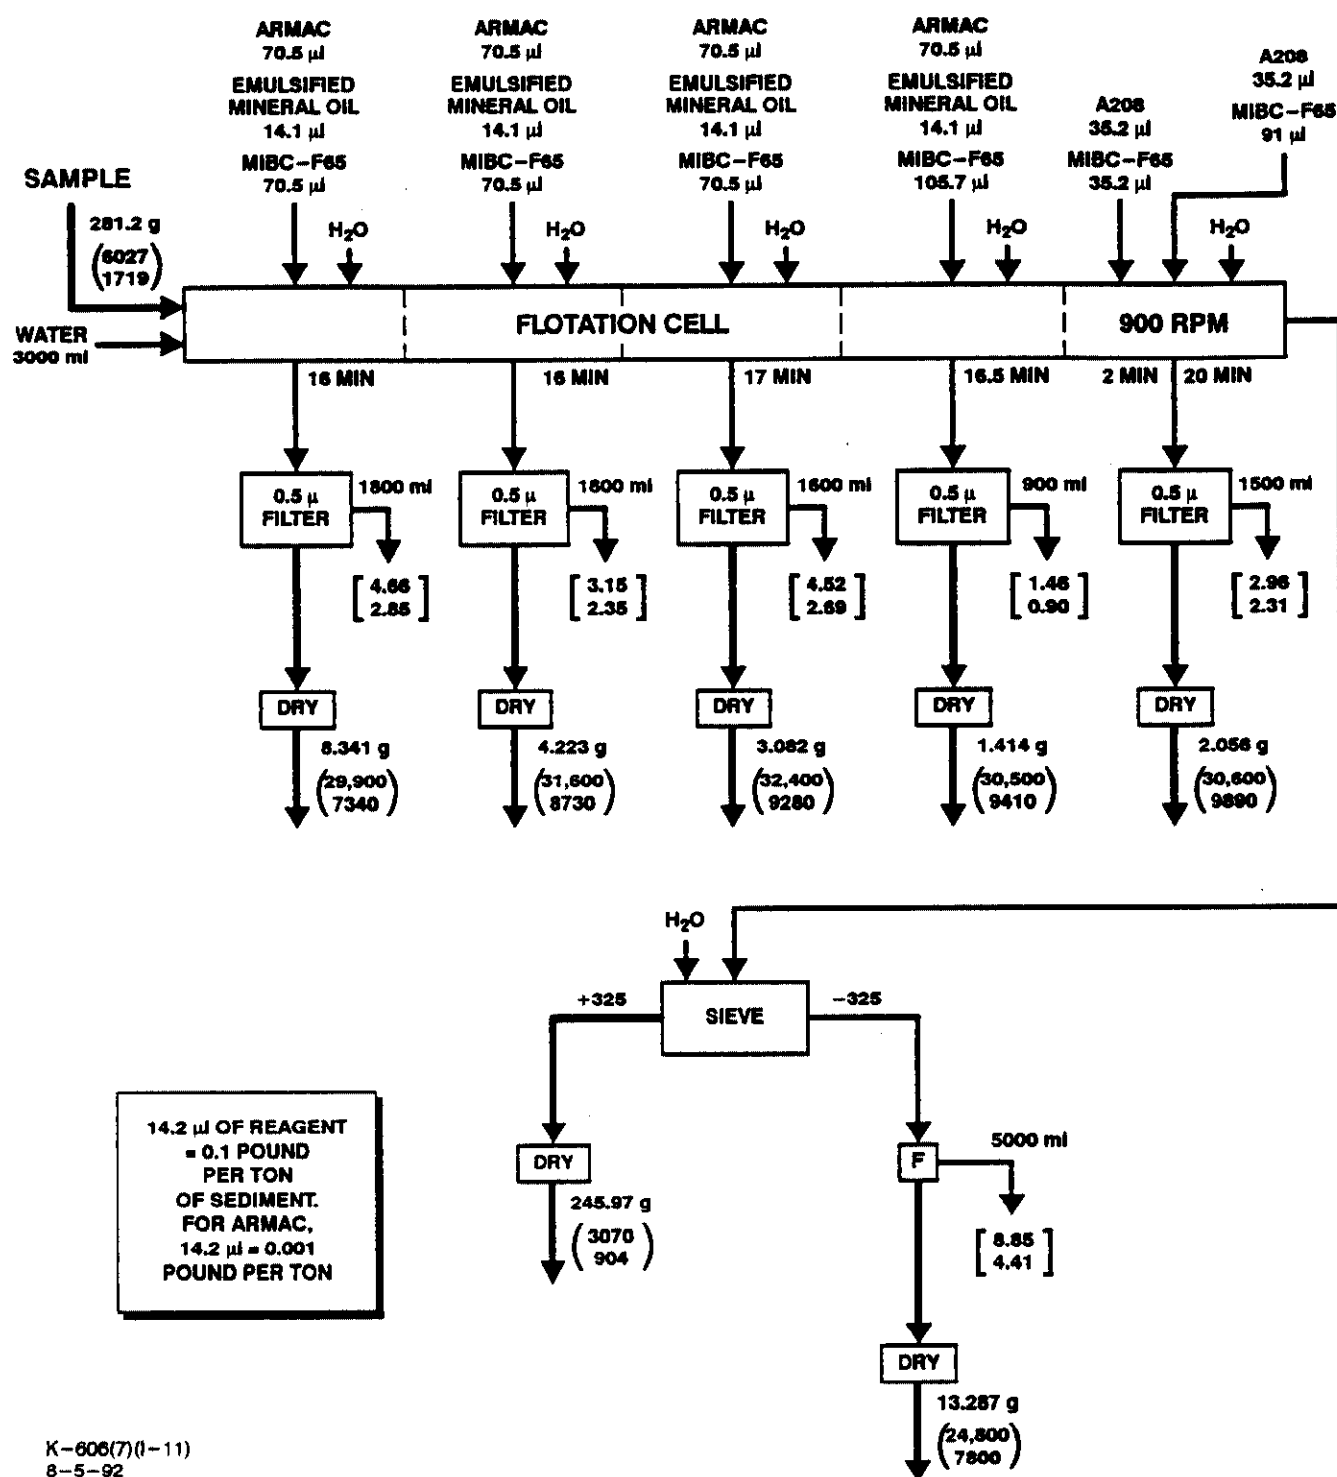 ARMAC
70.5 µl
EMULSIFIED
MINERAL OIL
14.1 µl
MIBC-F65
70.5 µl
H₂O
ARMAC
70.5 µl
EMULSIFIED
MINERAL OIL
14.1 µl
MIBC-F65
70.5 µl
H₂O
ARMAC
70.5 µl
EMULSIFIED
MINERAL OIL
14.1 µl
MIBC-F65
70.5 µl
H₂O
ARMAC
70.5 µl
EMULSIFIED
MINERAL OIL
14.1 µl
MIBC-F65
105.7 µl
H₂O
A208
35.2 µl
MIBC-F65
35.2 µl
A208
35.2 µl
MIBC-F65
91 µl
H₂O
SAMPLE
281.2 g
(6027
1719)
WATER
3000 ml
FLOTATION CELL
900 RPM
16 MIN
16 MIN
17 MIN
16.5 MIN
2 MIN
20 MIN
0.5 µ
FILTER
1800 ml
[4.66
2.85]
0.5 µ
FILTER
1800 ml
[3.15
2.35]
0.5 µ
FILTER
1600 ml
[4.52
2.69]
0.5 µ
FILTER
900 ml
[1.46
0.90]
0.5 µ
FILTER
1500 ml
[2.96
2.31]
DRY
DRY
DRY
DRY
DRY
(29,900
7340)
4.223 g
(31,600
8730)
3.082 g
(32,400
9280)
1.414 g
(30,500
9410)
2.056 g
(30,600
9890)
H₂O
+325
SIEVE
-325
DRY
245.97 g
(3070
904)
F
5000 ml
[8.85
4.41]
DRY
13.287 g
(24,800
7800)
14.2 µl OF REAGENT
= 0.1 POUND
PER TON
OF SEDIMENT.
FOR ARMAC,
14.2 µl = 0.001
POUND PER TON
K-606(7)(I-11)
8-5-92